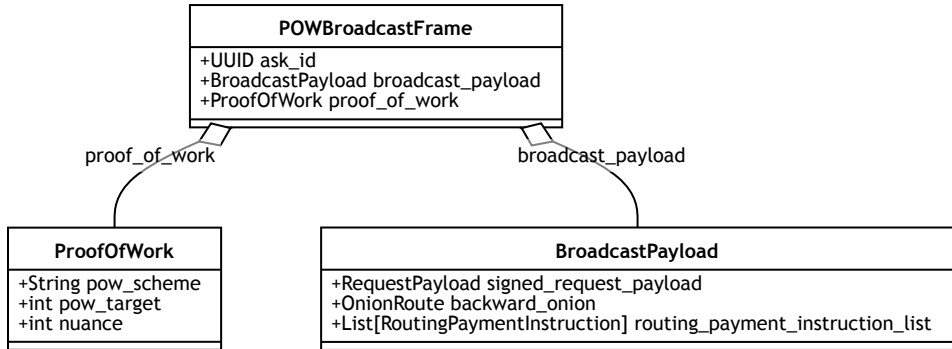 POWBroadcastFrame
+UUID ask_id
+BroadcastPayload broadcast_payload
+ProofOfWork proof_of_work
proof_of_work
broadcast_payload
ProofOfWork
+String pow_scheme
+int pow_target
+int nuance
BroadcastPayload
+RequestPayload signed_request_payload
+OnionRoute backward_onion
+List[RoutingPaymentInstruction] routing_payment_instruction_list